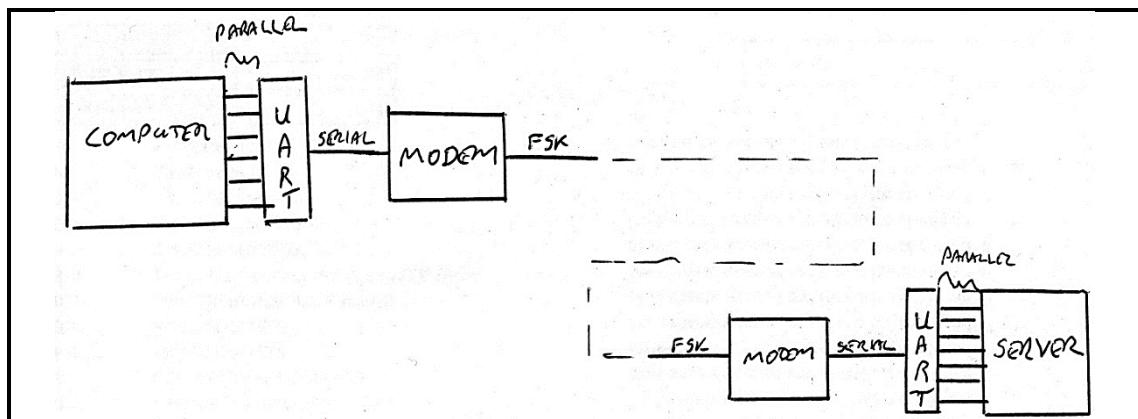 PARALLEL
COMPUTER
UART
SERIAL
MODEM
FSK
PARALLEL
FSK
MODEM
SERIAL
UART
SERVER